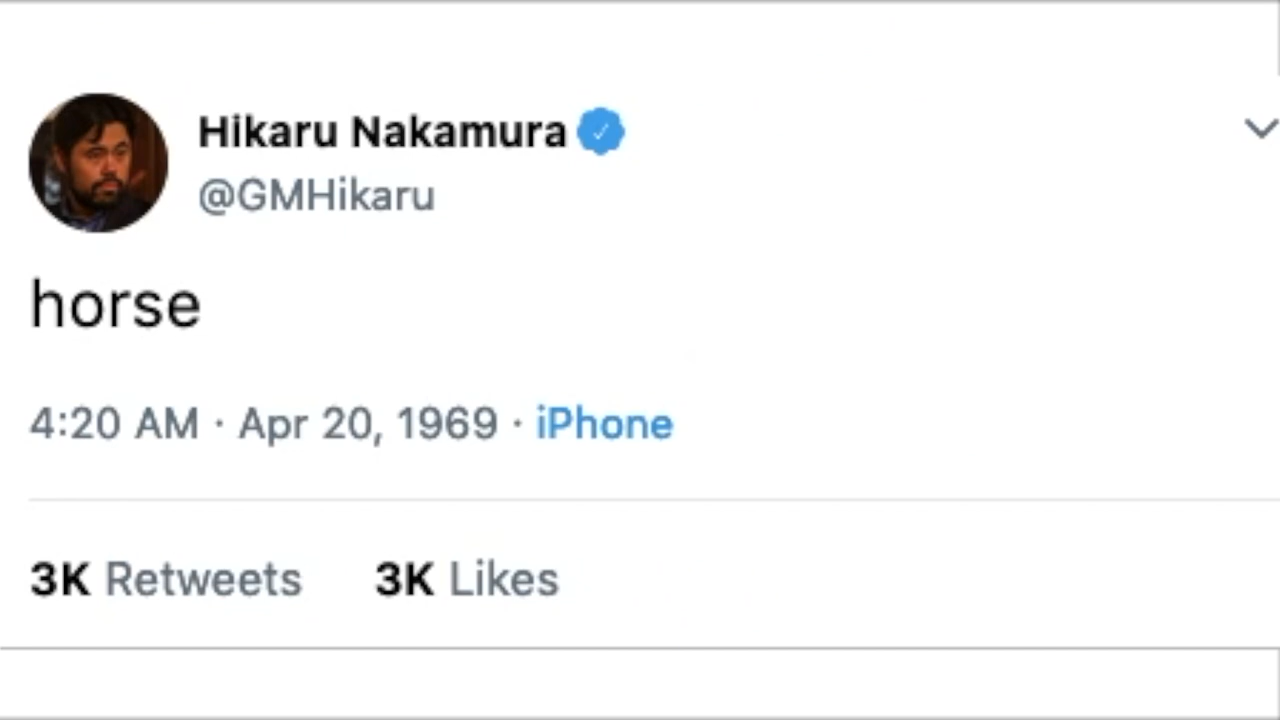 Hikaru Nakamura
@GMHikaru
horse
4:20 AM · Apr 20, 1969 · iPhone
3K Retweets 3K Likes